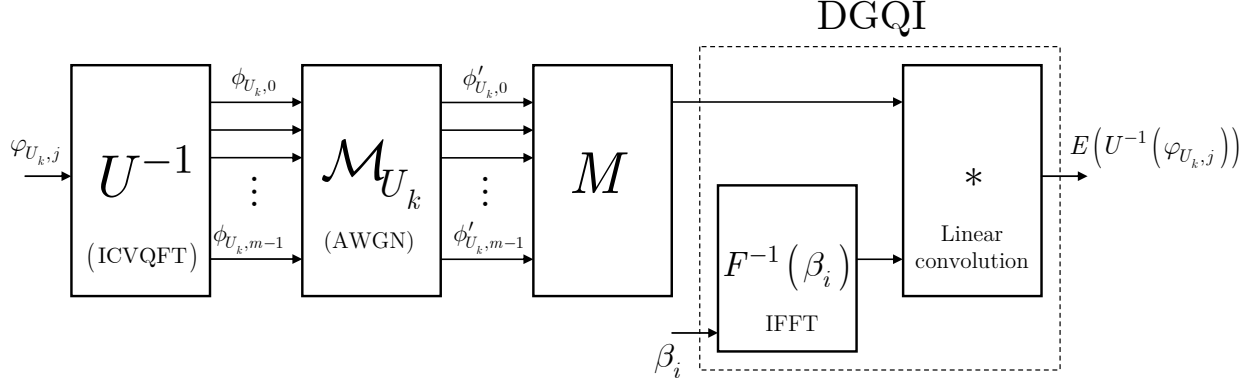 DGQI
φ_{U_k,j}
U^{-1}
(ICVQFT)
ϕ_{U_k,0}
⋮
ϕ_{U_k,m-1}
ℳ_{U_k}
(AWGN)
ϕ'_{U_k,0}
⋮
ϕ'_{U_k,m-1}
M
β_i
F^{-1}(β_i)
IFFT
*
Linear
convolution
E(U^{-1}(φ_{U_k,j}))